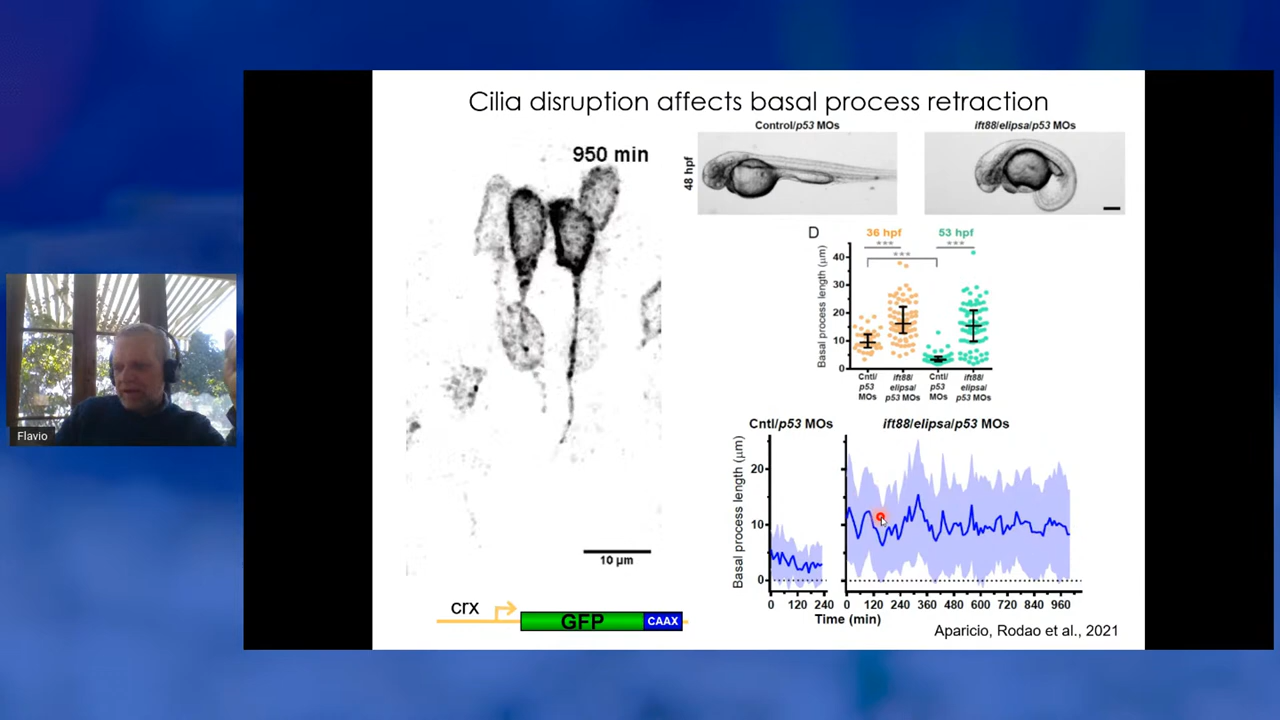 Cilia disruption affects basal process retraction
950 min
10 µm
crx
GFP
CAAX
Control/p53 MOs
ift88/elipsa/p53 MOs
48 hpf
D
36 hpf
53 hpf
***
***
***
Basal process length (µm)
40
30
20
10
0
Cntl/
p53
MOs
ift88/
elipsa/
p53 MOs
Cntl/
p53
MOs
ift88/
elipsa/
p53 MOs
Cntl/p53 MOs
ift88/elipsa/p53 MOs
Basal process length (µm)
20
10
0
0 120 240
0 120 240 360 480 600 720 840 960
Time (min)
Aparicio, Rodao et al., 2021
Flavio